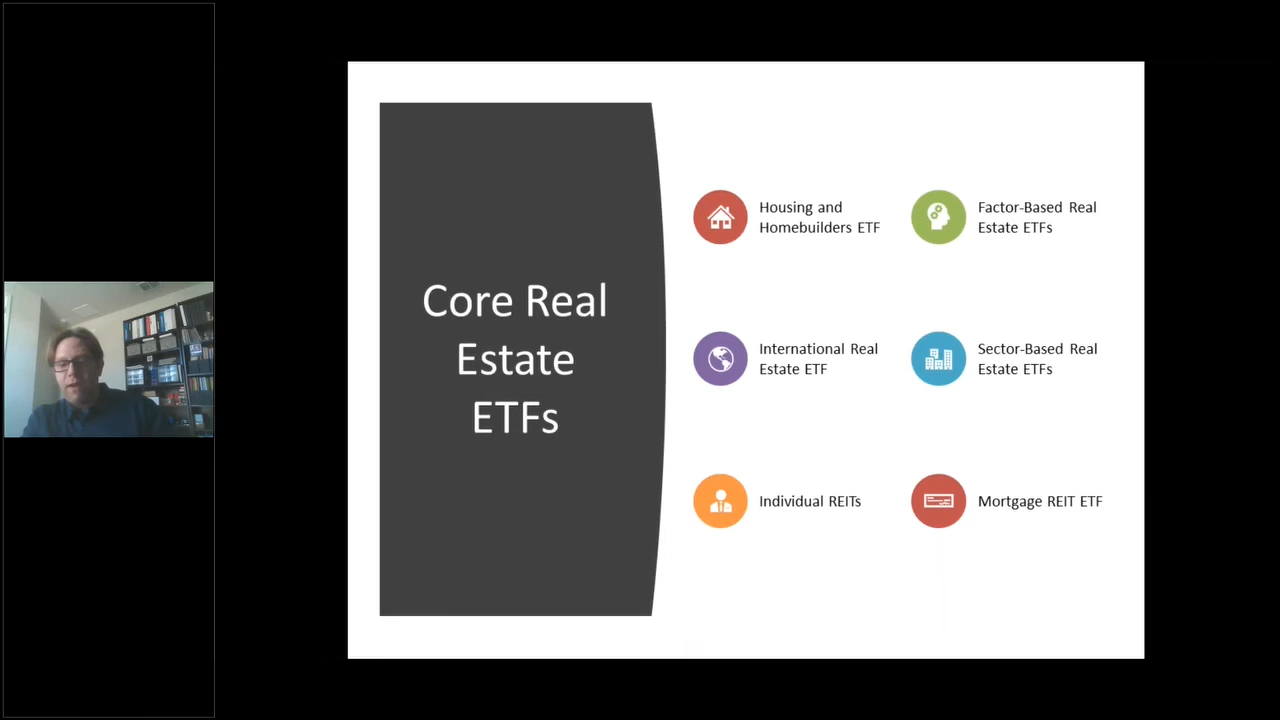 Core Real
Estate
ETFs
Housing and
Homebuilders ETF
Factor-Based Real
Estate ETFs
International Real
Estate ETF
Sector-Based Real
Estate ETFs
Individual REITs
Mortgage REIT ETF